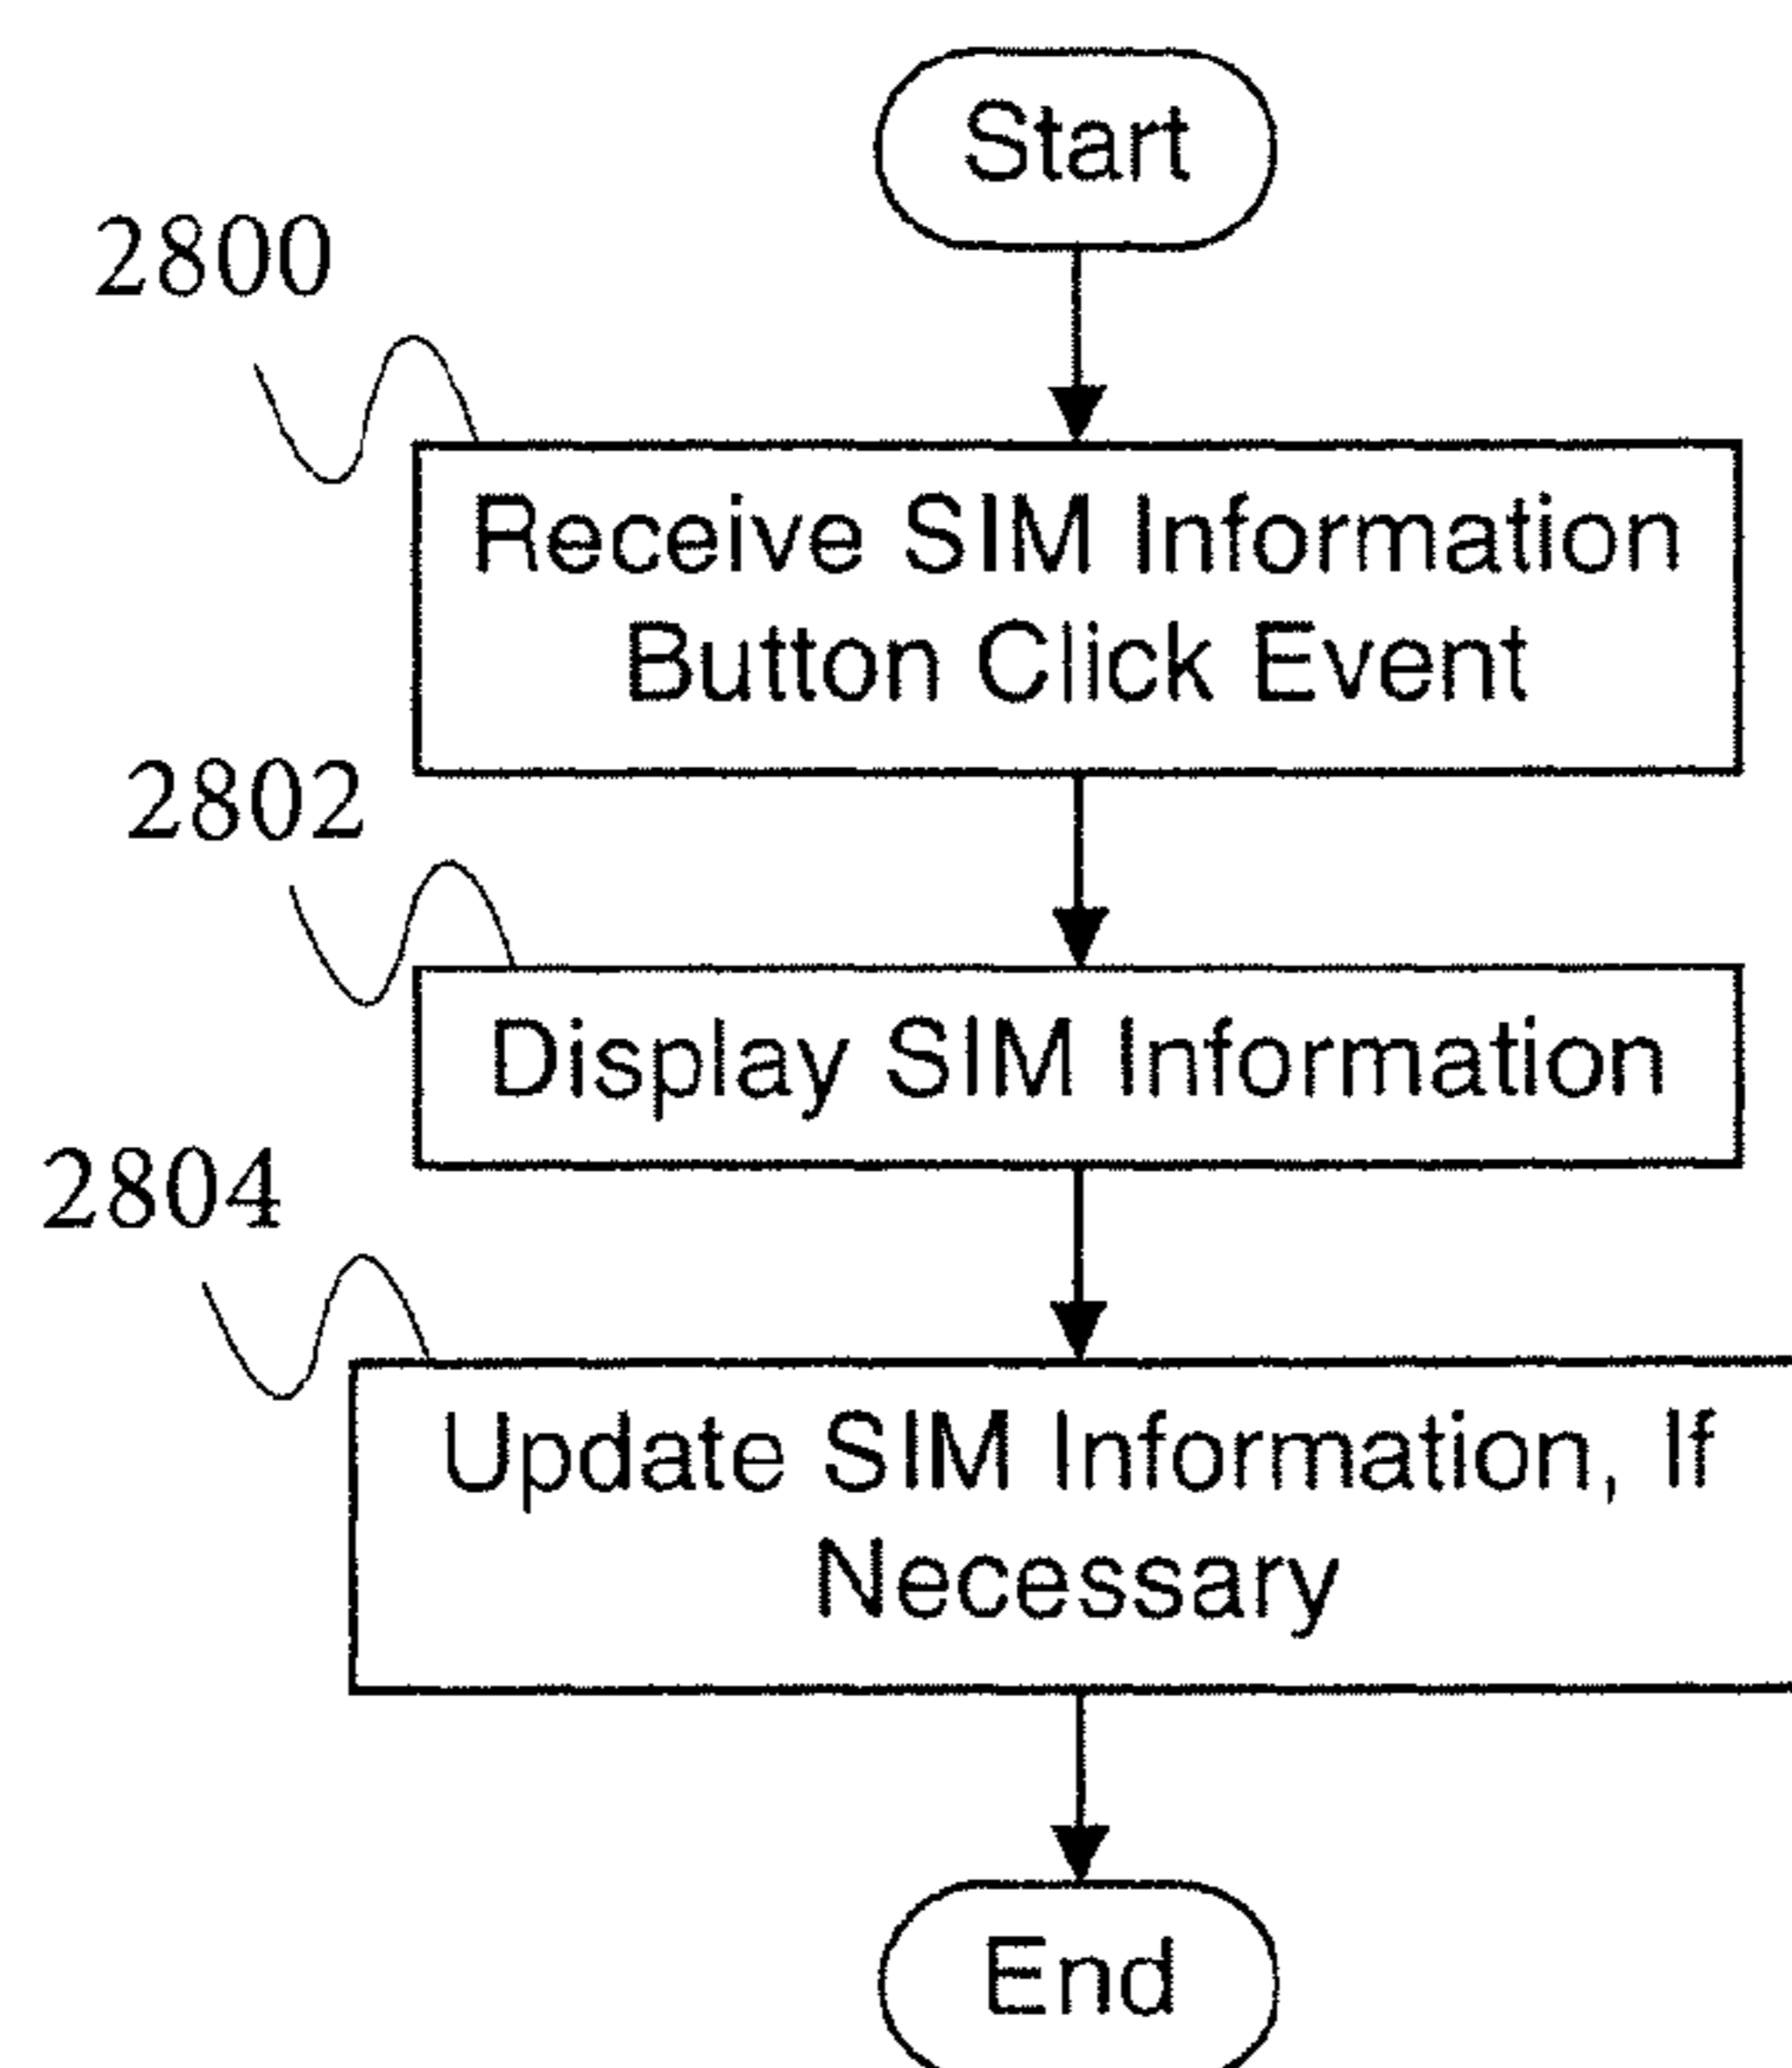 Start
2800
Receive SIM Information
Button Click Event
2802
Display SIM Information
2804
Update SIM Information, If
Necessary
End